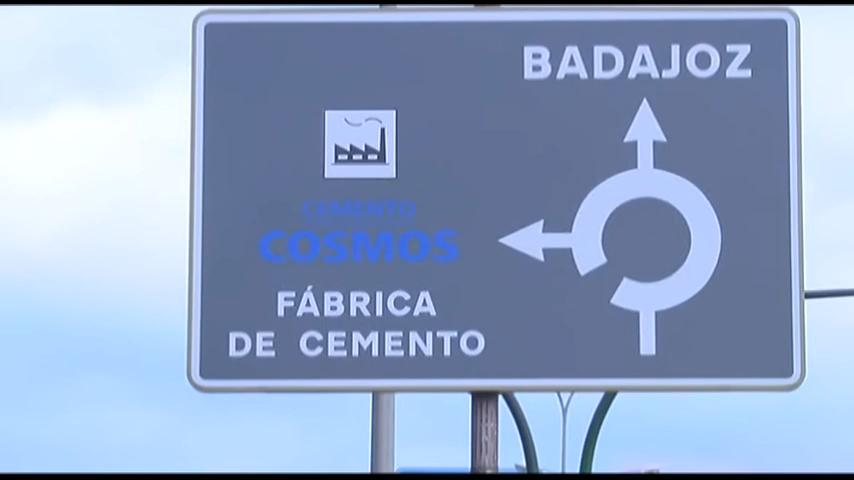 BADAJOZ
CEMENTO
COSMOS
FÁBRICA
DE CEMENTO